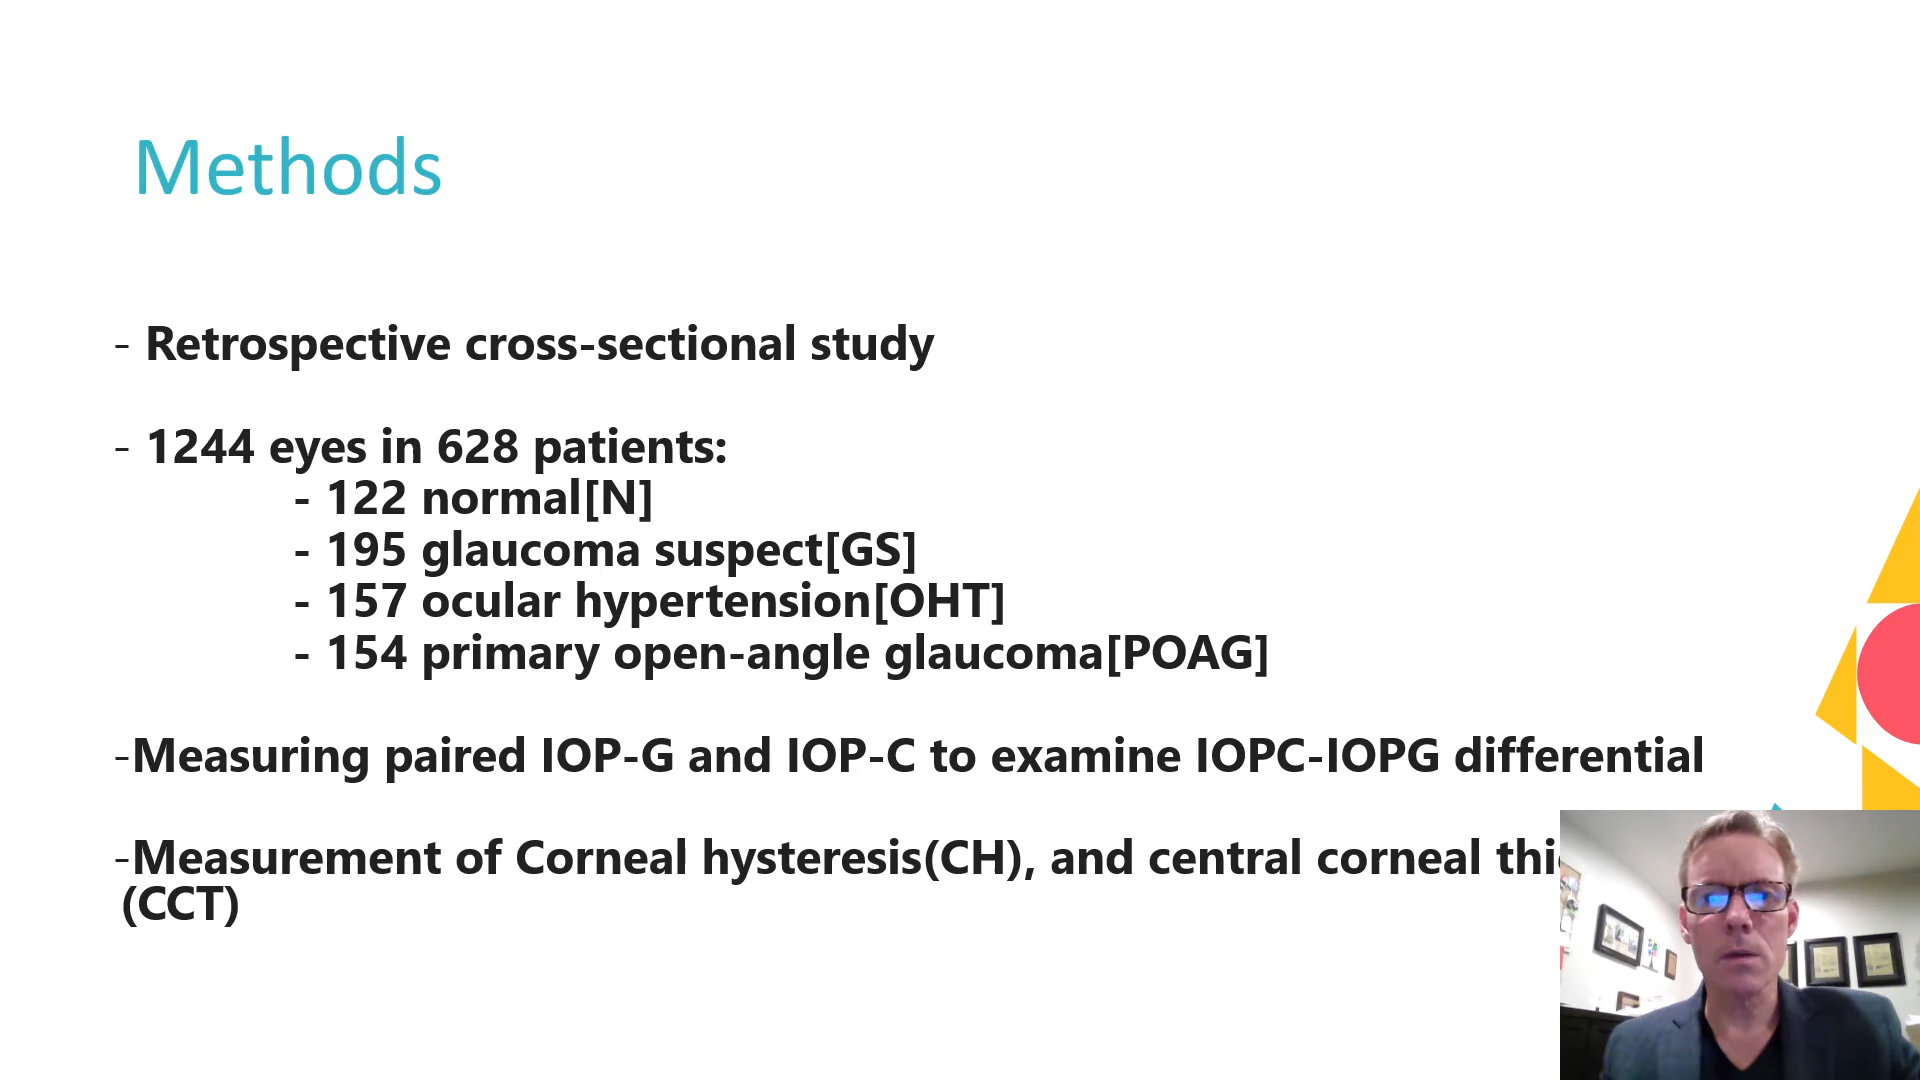 Methods
- Retrospective cross-sectional study
- 1244 eyes in 628 patients:
- 122 normal[N]
- 195 glaucoma suspect[GS]
- 157 ocular hypertension[OHT]
- 154 primary open-angle glaucoma[POAG]
-Measuring paired IOP-G and IOP-C to examine IOPC-IOPG differential
-Measurement of Corneal hysteresis(CH), and central corneal
(CCT)